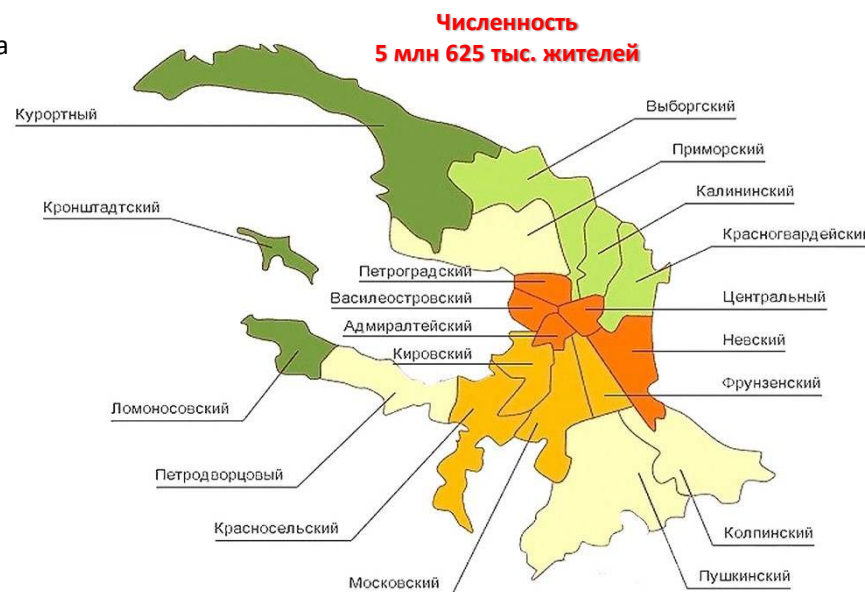 Численность
5 млн 625 тыс. жителей
а
Курортный
Выборгский
Приморский
Калининский
Кронштадтский
Красногвардейский
Петроградский
Василеостровский
Центральный
Адмиралтейский
Невский
Кировский
Фрунзенский
Ломоносовский
Петродворцовый
Красносельский
Колпинский
Московский
Пушкинский